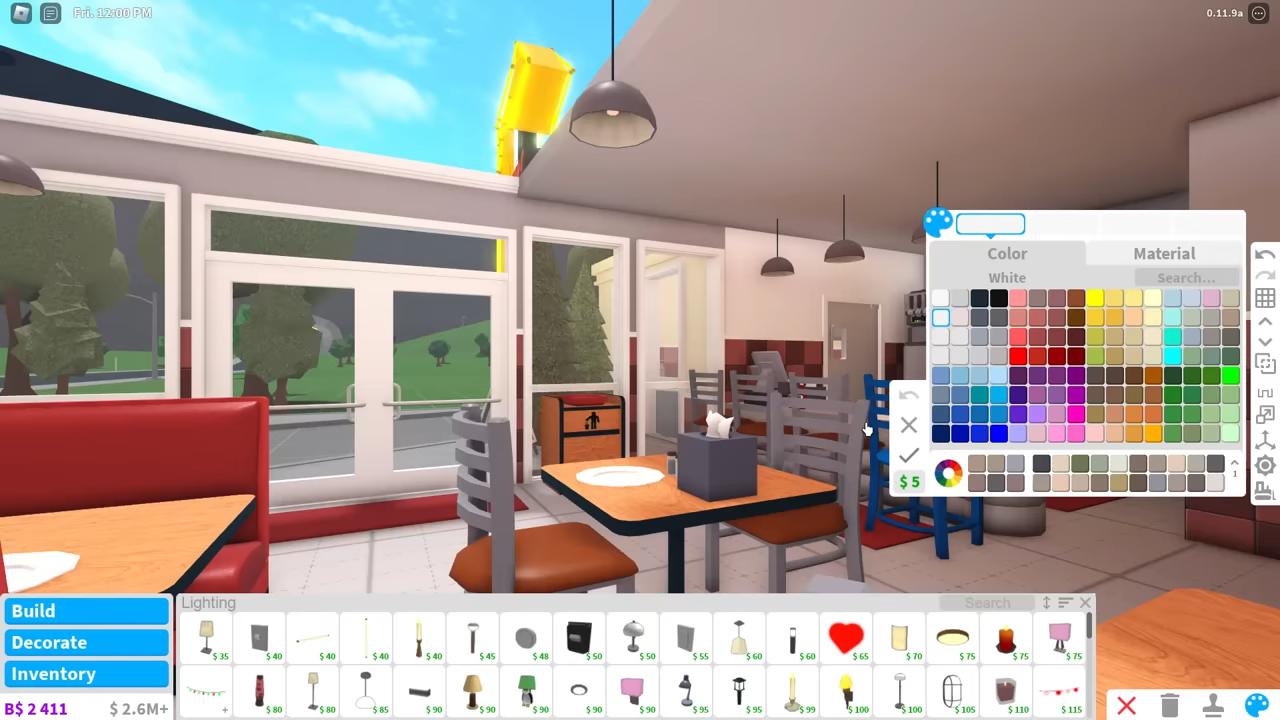 Fri. 12:00 PM
0.11.9a
Color
Material
White
Search...
$ 5
1
Build
Decorate
Inventory
B$ 2 411
$ 2.6M+
Lighting
Search
$ 35
$ 40
$ 40
$ 40
$ 40
$ 45
$ 48
$ 50
$ 50
$ 55
$ 60
$ 60
$ 65
$ 70
$ 75
$ 75
$ 75
+
$ 80
$ 80
$ 85
$ 90
$ 90
$ 90
$ 90
$ 90
$ 95
$ 95
$ 99
$ 100
$ 100
$ 105
$ 110
$ 115